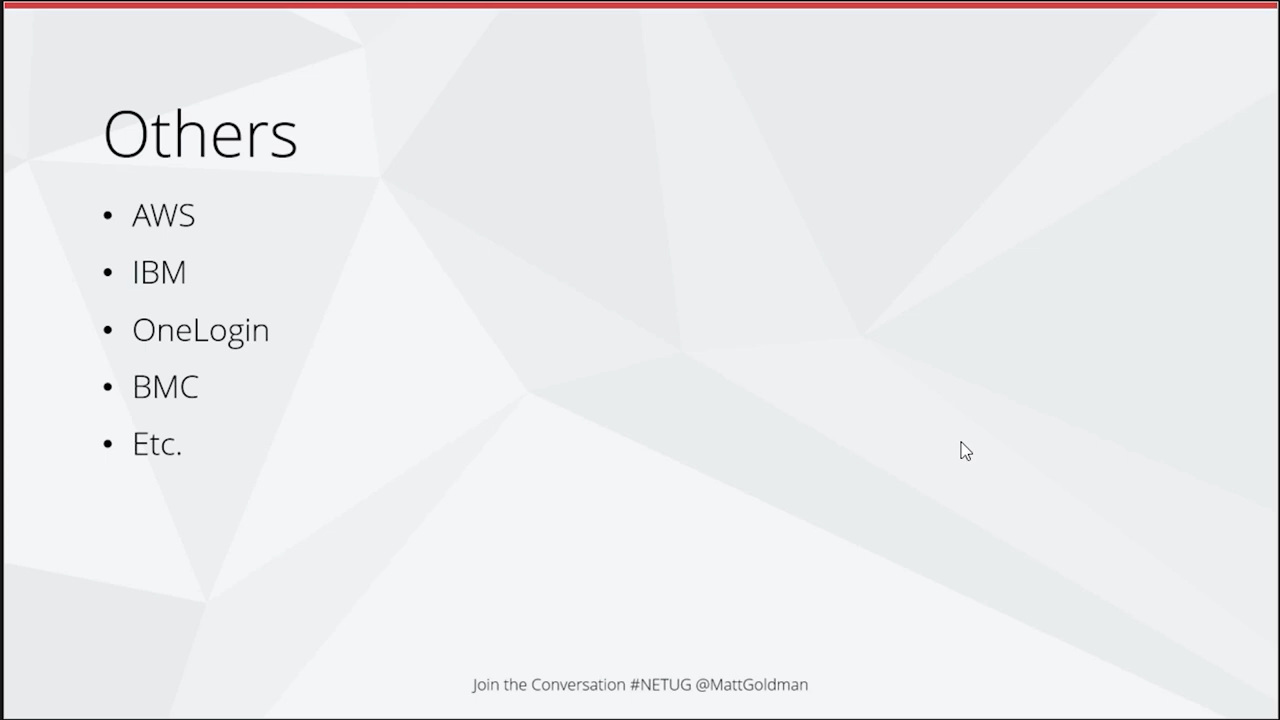 Others
• AWS
• IBM
• OneLogin
• BMC
• Etc.
Join the Conversation #NETUG @MattGoldman